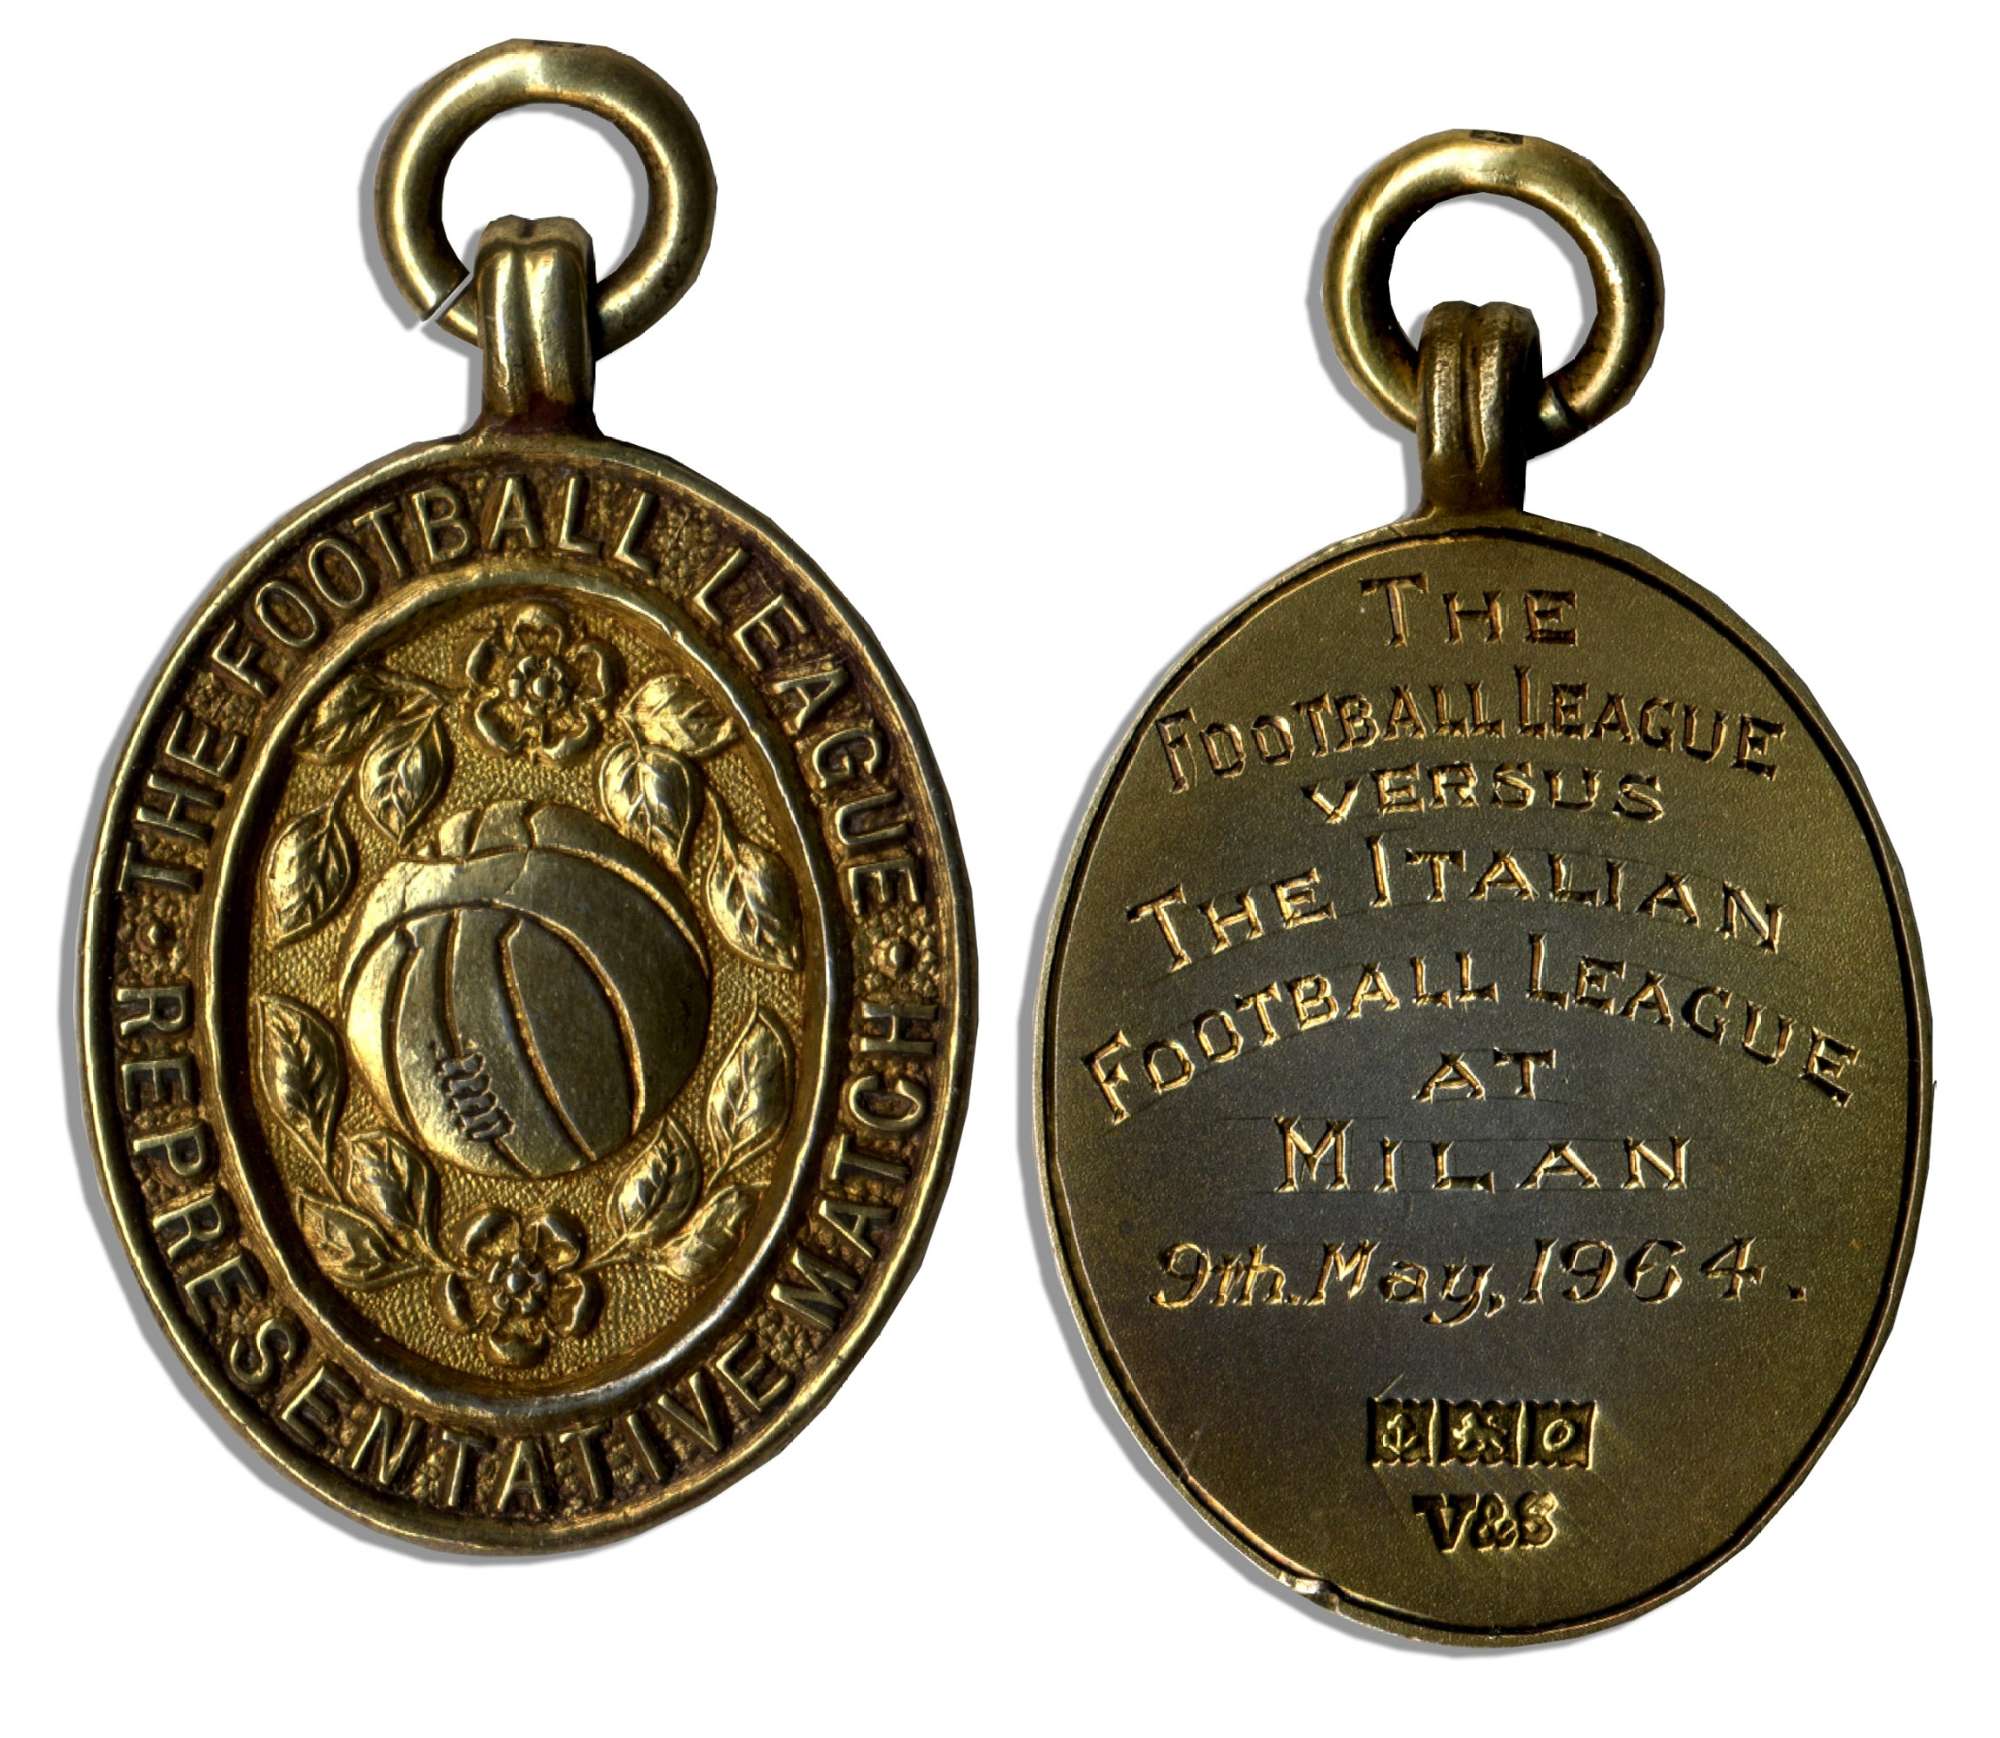 THE FOOTBALL LEAGUE
REPRESENTATIVE MATCH
THE
FOOTBALL LEAGUE
VERSUS
THE ITALIAN
FOOTBALL LEAGUE
AT
MILAN
9th. May, 1964.
O
V&S